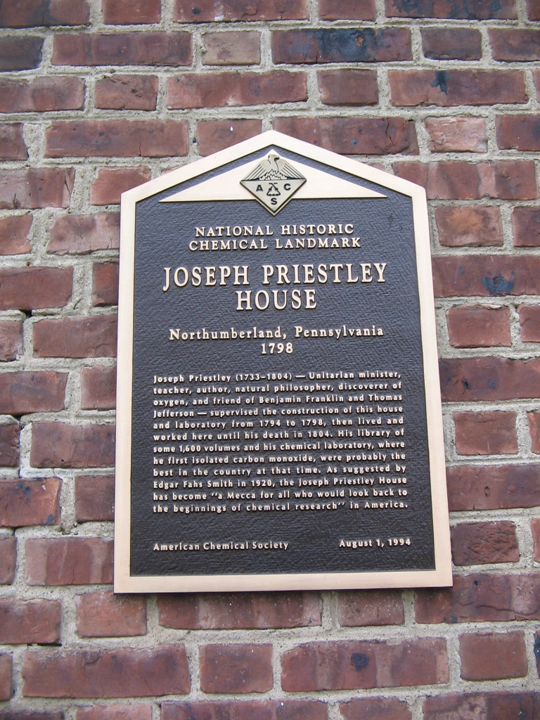 A C
S
NATIONAL HISTORIC
CHEMICAL LANDMARK
JOSEPH PRIESTLEY
HOUSE
Northumberland, Pennsylvania
1798
Joseph Priestley (1733–1804) — Unitarian minister,
teacher, author, natural philosopher, discoverer of
oxygen, and friend of Benjamin Franklin and Thomas
Jefferson — supervised the construction of this house
and laboratory from 1794 to 1798, then lived and
worked here until his death in 1804. His library of
some 1,600 volumes and his chemical laboratory, where
he first isolated carbon monoxide, were probably the
best in the country at that time. As suggested by
Edgar Fahs Smith in 1920, the Joseph Priestley House
has become "a Mecca for all who would look back to
the beginnings of chemical research" in America.
American Chemical Society August 1, 1994